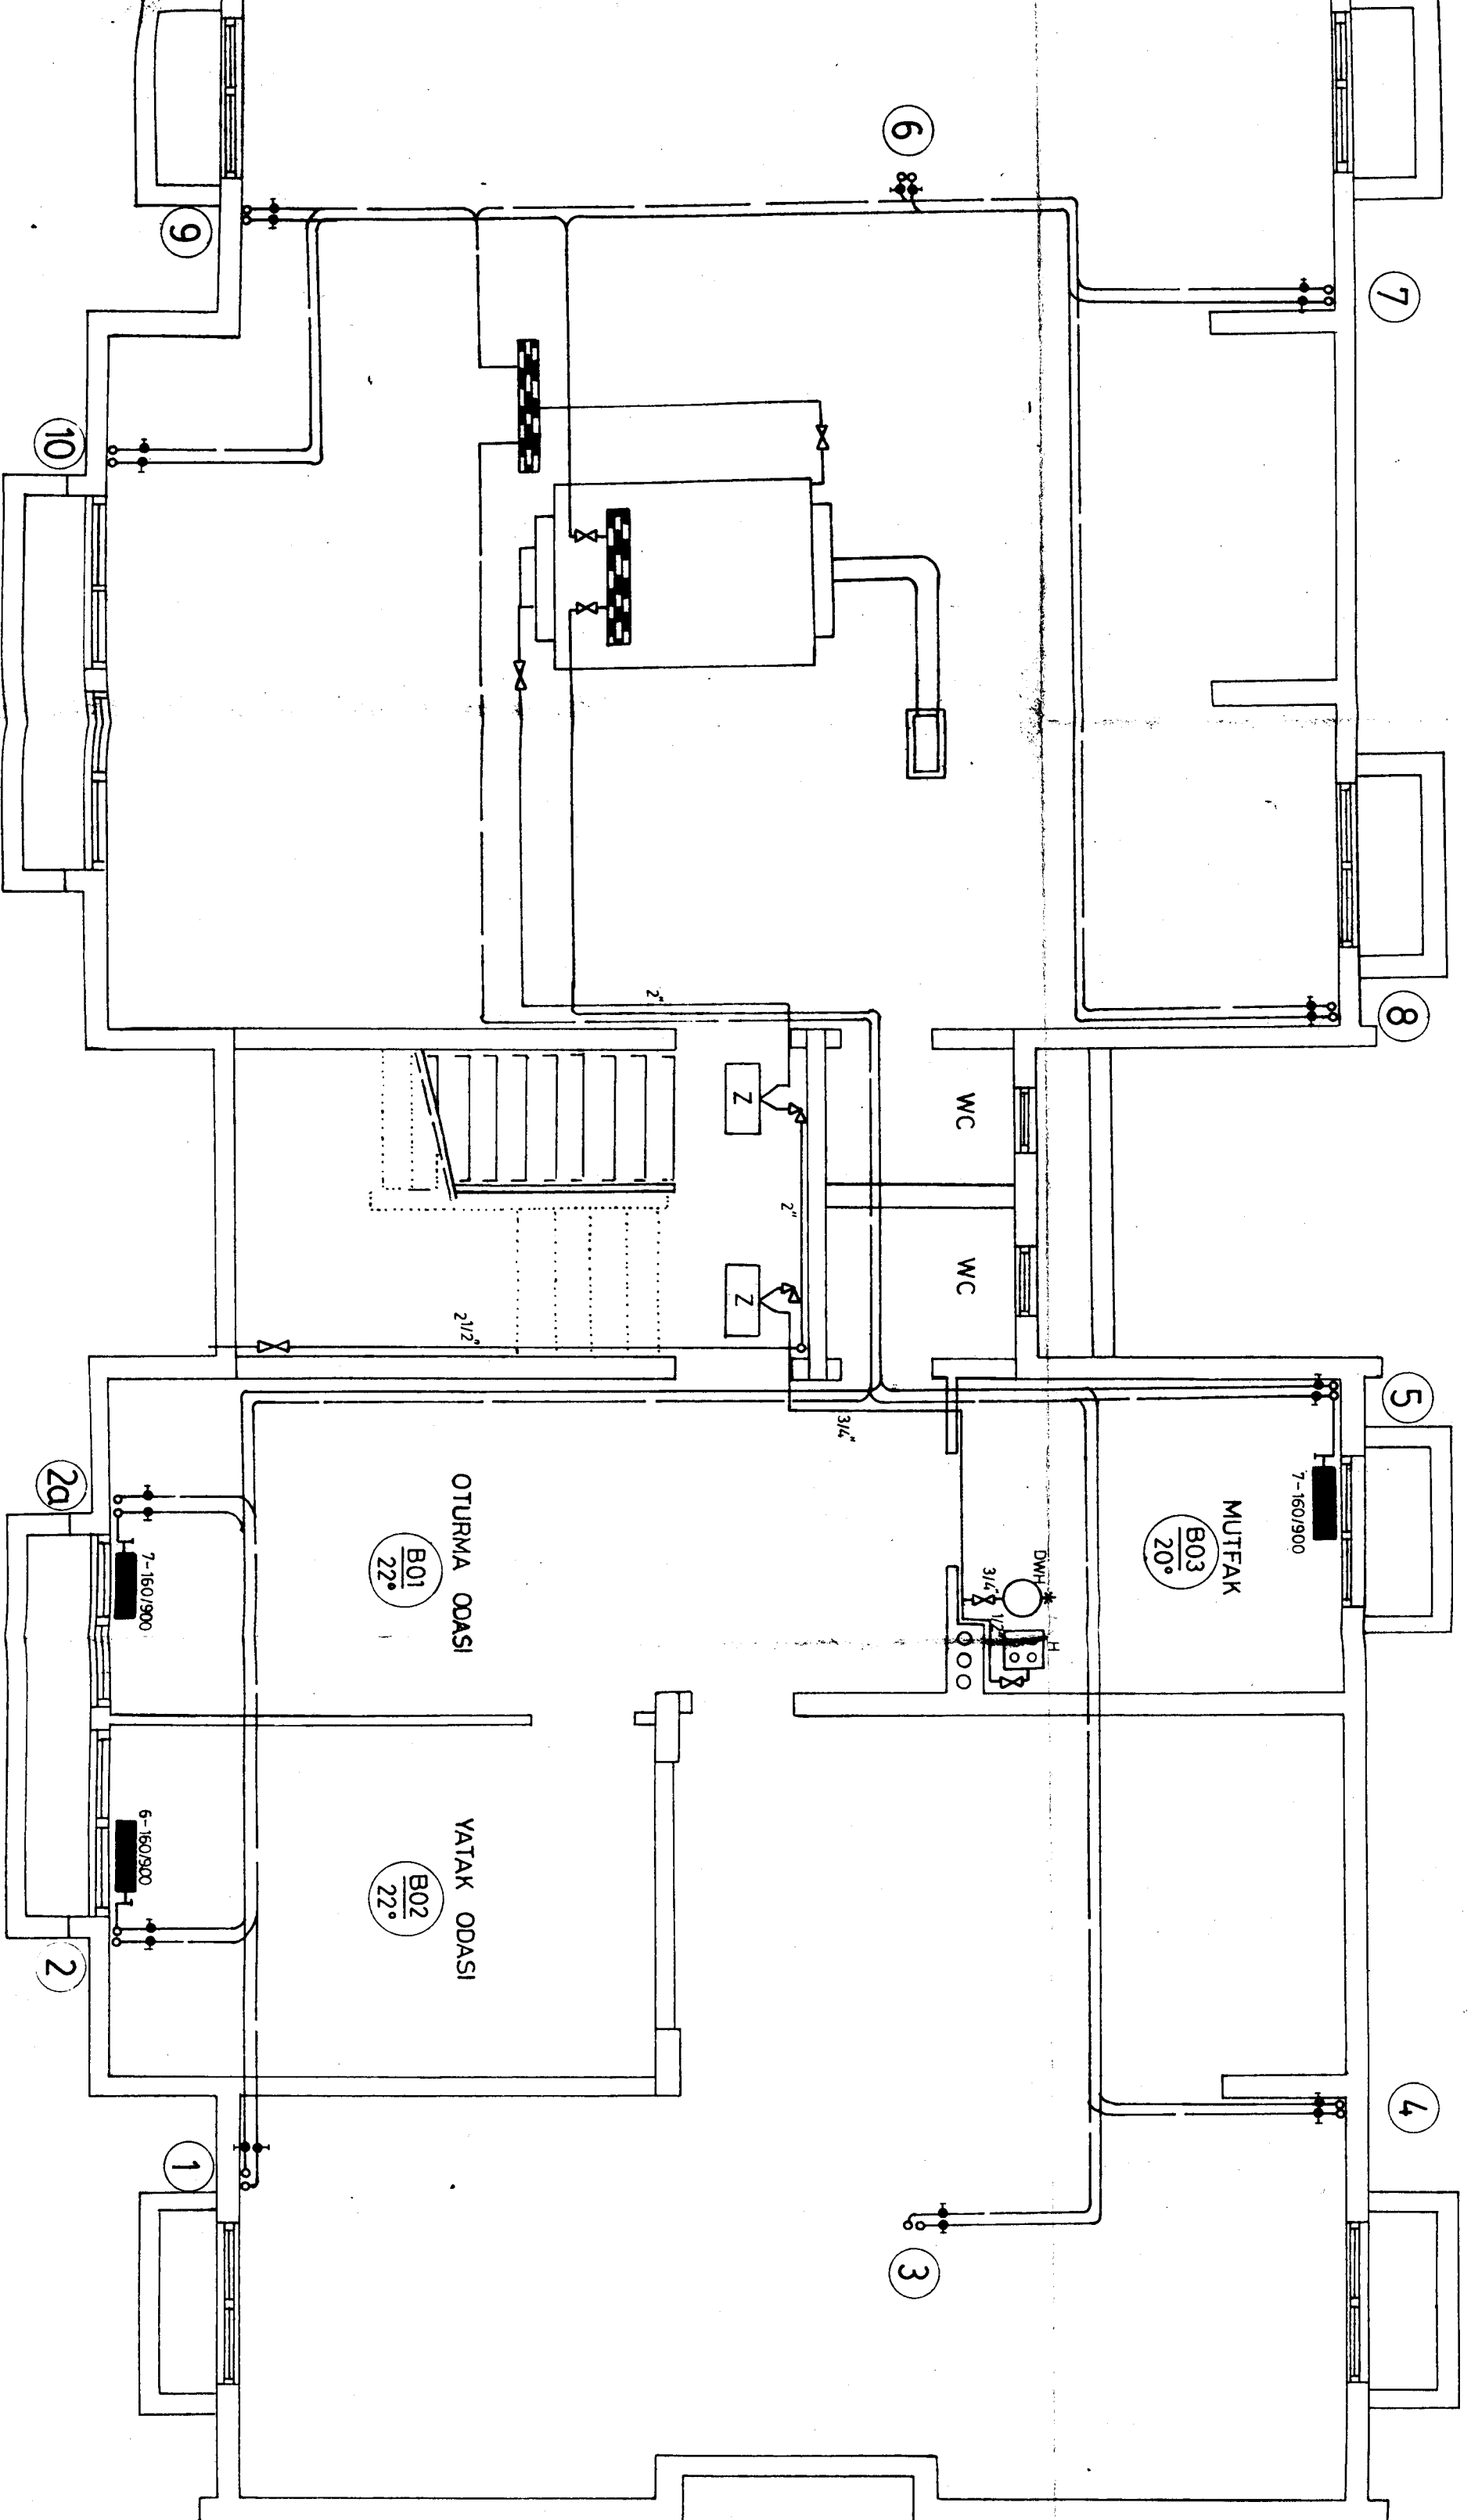 6
7
9
10
8
2"
Z
WC
2"
Z
WC
2 1/2"
3/4"
5
2a
OTURMA ODASI
B01
22°
7-160/900
MUTFAK
B03
20°
7-160/900
DWH
3/4"
1/2"
H
YATAK ODASI
B02
22°
6-160/900
2
1
4
3